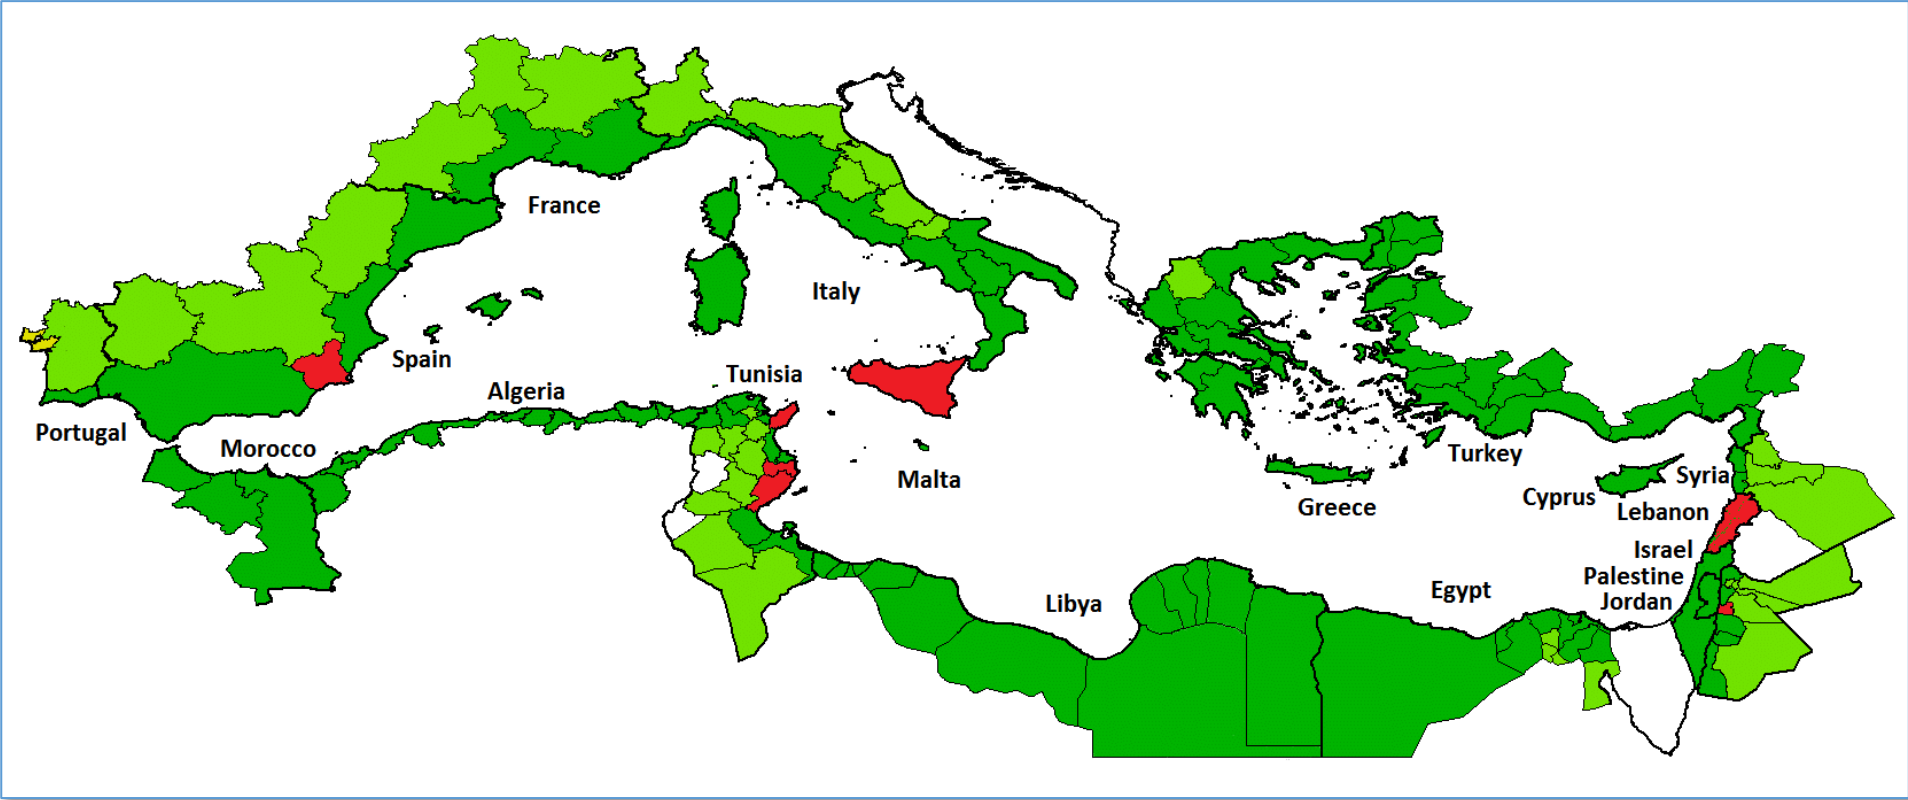 France
Italy
Spain
Tunisia
Algeria
Portugal
Morocco
Malta
Turkey
Greece
Cyprus
Syria
Lebanon
Israel
Palestine
Jordan
Egypt
Libya